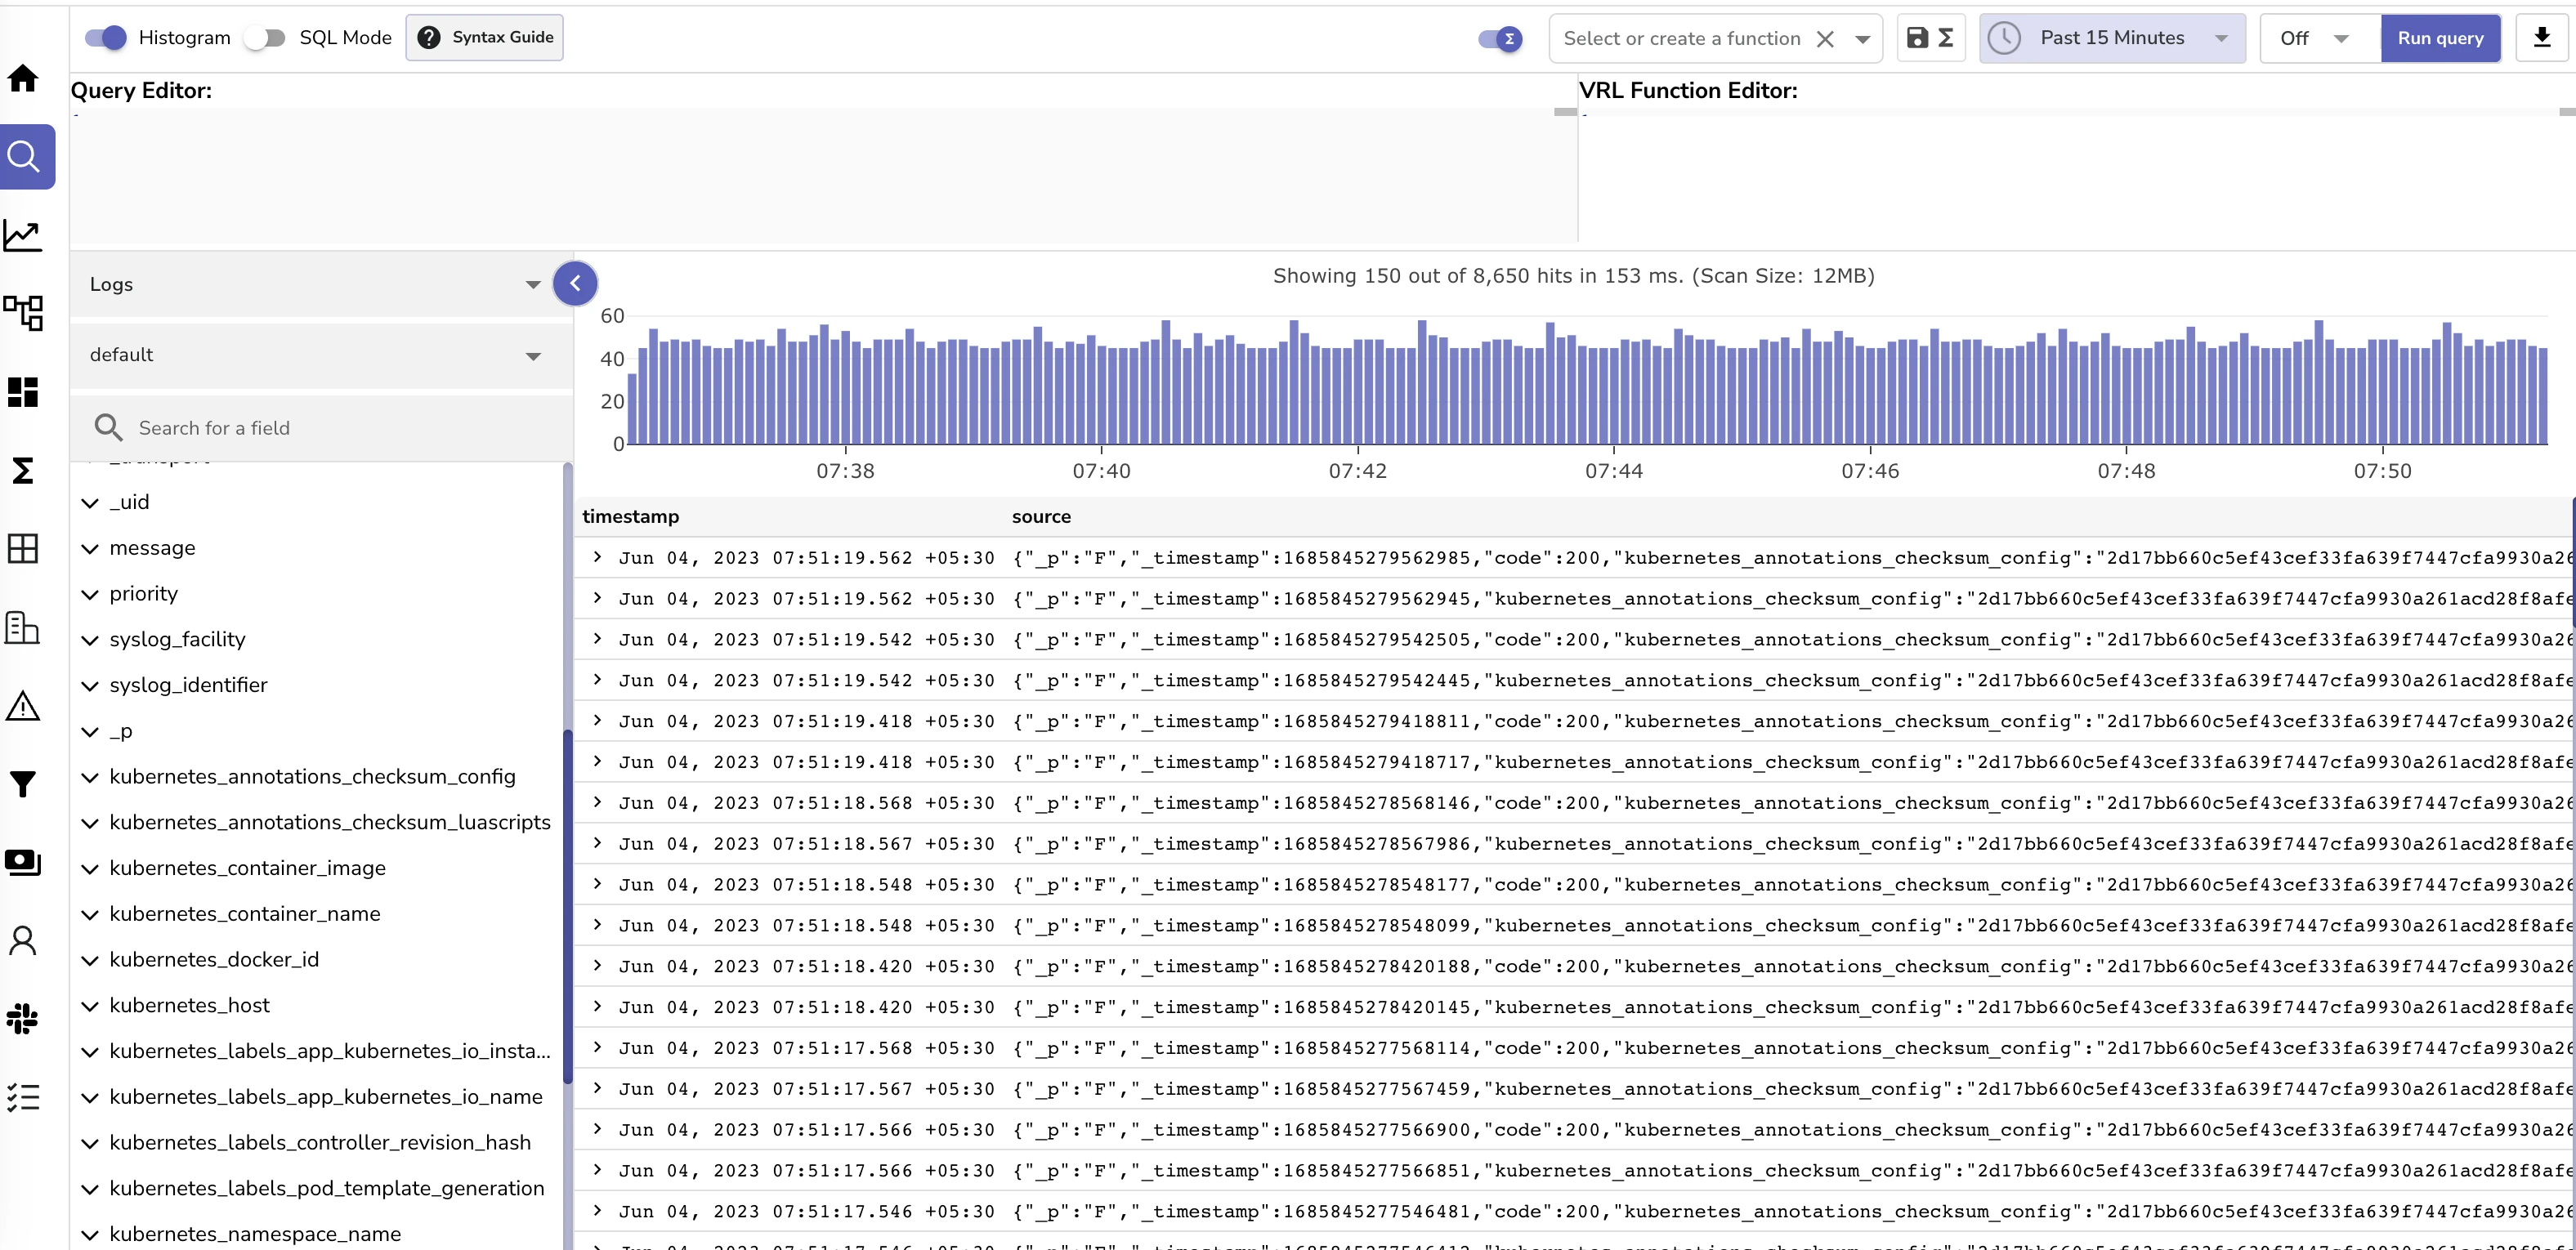 Histogram SQL Mode ? Syntax Guide Σ Select or create a function Σ Past 15 Minutes Off Run query
Query Editor: VRL Function Editor:
Logs
default
Search for a field
_uid
message
priority
syslog_facility
syslog_identifier
_p
kubernetes_annotations_checksum_config
kubernetes_annotations_checksum_luascripts
kubernetes_container_image
kubernetes_container_name
kubernetes_docker_id
kubernetes_host
kubernetes_labels_app_kubernetes_io_insta...
kubernetes_labels_app_kubernetes_io_name
kubernetes_labels_controller_revision_hash
kubernetes_labels_pod_template_generation
kubernetes_namespace_name
Showing 150 out of 8,650 hits in 153 ms. (Scan Size: 12MB)
60
40
20
0
07:38 07:40 07:42 07:44 07:46 07:48 07:50
timestamp source
Jun 04, 2023 07:51:19.562 +05:30 {"_p":"F","_timestamp":1685845279562985,"code":200,"kubernetes_annotations_checksum_config":"2d17bb660c5ef43cef33fa639f7447cfa9930a26
Jun 04, 2023 07:51:19.562 +05:30 {"_p":"F","_timestamp":1685845279562945,"kubernetes_annotations_checksum_config":"2d17bb660c5ef43cef33fa639f7447cfa9930a261acd28f8afe
Jun 04, 2023 07:51:19.542 +05:30 {"_p":"F","_timestamp":1685845279542505,"code":200,"kubernetes_annotations_checksum_config":"2d17bb660c5ef43cef33fa639f7447cfa9930a26
Jun 04, 2023 07:51:19.542 +05:30 {"_p":"F","_timestamp":1685845279542445,"kubernetes_annotations_checksum_config":"2d17bb660c5ef43cef33fa639f7447cfa9930a261acd28f8afe
Jun 04, 2023 07:51:19.418 +05:30 {"_p":"F","_timestamp":1685845279418811,"code":200,"kubernetes_annotations_checksum_config":"2d17bb660c5ef43cef33fa639f7447cfa9930a26
Jun 04, 2023 07:51:19.418 +05:30 {"_p":"F","_timestamp":1685845279418717,"kubernetes_annotations_checksum_config":"2d17bb660c5ef43cef33fa639f7447cfa9930a261acd28f8afe
Jun 04, 2023 07:51:18.568 +05:30 {"_p":"F","_timestamp":1685845278568146,"code":200,"kubernetes_annotations_checksum_config":"2d17bb660c5ef43cef33fa639f7447cfa9930a26
Jun 04, 2023 07:51:18.567 +05:30 {"_p":"F","_timestamp":1685845278567986,"kubernetes_annotations_checksum_config":"2d17bb660c5ef43cef33fa639f7447cfa9930a261acd28f8afe
Jun 04, 2023 07:51:18.548 +05:30 {"_p":"F","_timestamp":1685845278548177,"code":200,"kubernetes_annotations_checksum_config":"2d17bb660c5ef43cef33fa639f7447cfa9930a26
Jun 04, 2023 07:51:18.548 +05:30 {"_p":"F","_timestamp":1685845278548099,"kubernetes_annotations_checksum_config":"2d17bb660c5ef43cef33fa639f7447cfa9930a261acd28f8afe
Jun 04, 2023 07:51:18.420 +05:30 {"_p":"F","_timestamp":1685845278420188,"code":200,"kubernetes_annotations_checksum_config":"2d17bb660c5ef43cef33fa639f7447cfa9930a26
Jun 04, 2023 07:51:18.420 +05:30 {"_p":"F","_timestamp":1685845278420145,"kubernetes_annotations_checksum_config":"2d17bb660c5ef43cef33fa639f7447cfa9930a261acd28f8afe
Jun 04, 2023 07:51:17.568 +05:30 {"_p":"F","_timestamp":1685845277568114,"code":200,"kubernetes_annotations_checksum_config":"2d17bb660c5ef43cef33fa639f7447cfa9930a26
Jun 04, 2023 07:51:17.567 +05:30 {"_p":"F","_timestamp":1685845277567459,"kubernetes_annotations_checksum_config":"2d17bb660c5ef43cef33fa639f7447cfa9930a261acd28f8afe
Jun 04, 2023 07:51:17.566 +05:30 {"_p":"F","_timestamp":1685845277566900,"code":200,"kubernetes_annotations_checksum_config":"2d17bb660c5ef43cef33fa639f7447cfa9930a26
Jun 04, 2023 07:51:17.566 +05:30 {"_p":"F","_timestamp":1685845277566851,"kubernetes_annotations_checksum_config":"2d17bb660c5ef43cef33fa639f7447cfa9930a261acd28f8afe
Jun 04, 2023 07:51:17.546 +05:30 {"_p":"F","_timestamp":1685845277546481,"code":200,"kubernetes_annotations_checksum_config":"2d17bb660c5ef43cef33fa639f7447cfa9930a26